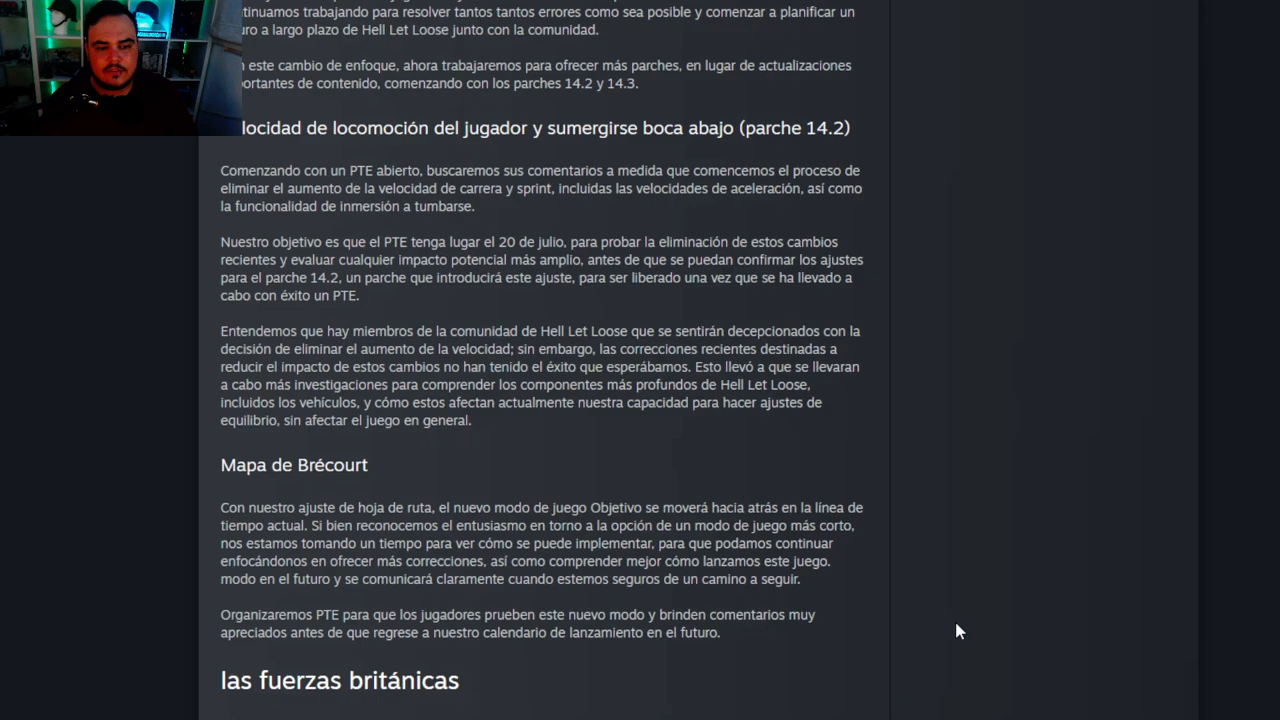 ntinuamos trabajando para resolver tantos tantos errores como sea posible y comenzar a planificar un
uro a largo plazo de Hell Let Loose junto con la comunidad.
n este cambio de enfoque, ahora trabajaremos para ofrecer más parches, en lugar de actualizaciones
portantes de contenido, comenzando con los parches 14.2 y 14.3.
locidad de locomoción del jugador y sumergirse boca abajo (parche 14.2)
Comenzando con un PTE abierto, buscaremos sus comentarios a medida que comencemos el proceso de
eliminar el aumento de la velocidad de carrera y sprint, incluidas las velocidades de aceleración, así como
la funcionalidad de inmersión a tumbarse.
Nuestro objetivo es que el PTE tenga lugar el 20 de julio, para probar la eliminación de estos cambios
recientes y evaluar cualquier impacto potencial más amplio, antes de que se puedan confirmar los ajustes
para el parche 14.2, un parche que introducirá este ajuste, para ser liberado una vez que se ha llevado a
cabo con éxito un PTE.
Entendemos que hay miembros de la comunidad de Hell Let Loose que se sentirán decepcionados con la
decisión de eliminar el aumento de la velocidad; sin embargo, las correcciones recientes destinadas a
reducir el impacto de estos cambios no han tenido el éxito que esperábamos. Esto llevó a que se llevaran
a cabo más investigaciones para comprender los componentes más profundos de Hell Let Loose,
incluidos los vehículos, y cómo estos afectan actualmente nuestra capacidad para hacer ajustes de
equilibrio, sin afectar el juego en general.
Mapa de Brécourt
Con nuestro ajuste de hoja de ruta, el nuevo modo de juego Objetivo se moverá hacia atrás en la línea de
tiempo actual. Si bien reconocemos el entusiasmo en torno a la opción de un modo de juego más corto,
nos estamos tomando un tiempo para ver cómo se puede implementar, para que podamos continuar
enfocándonos en ofrecer más correcciones, así como comprender mejor cómo lanzamos este juego.
modo en el futuro y se comunicará claramente cuando estemos seguros de un camino a seguir.
Organizaremos PTE para que los jugadores prueben este nuevo modo y brinden comentarios muy
apreciados antes de que regrese a nuestro calendario de lanzamiento en el futuro.
las fuerzas británicas